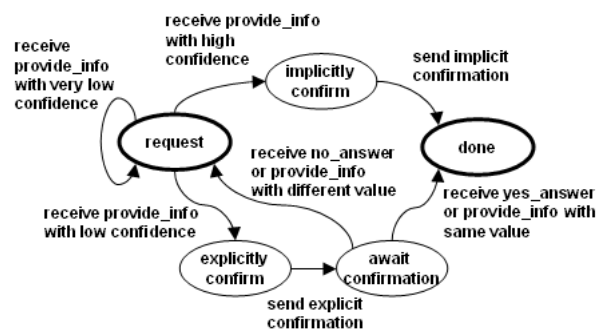 receive
provide_info
with very low
confidence
receive provide_info
with high
confidence
implicitly
confirm
send implicit
confirmation
request
receive no_answer
or provide_info
with different value
done
receive provide_info
with low confidence
receive yes_answer
or provide_info with
same value
explicitly
confirm
await
confirmation
send explicit
confirmation